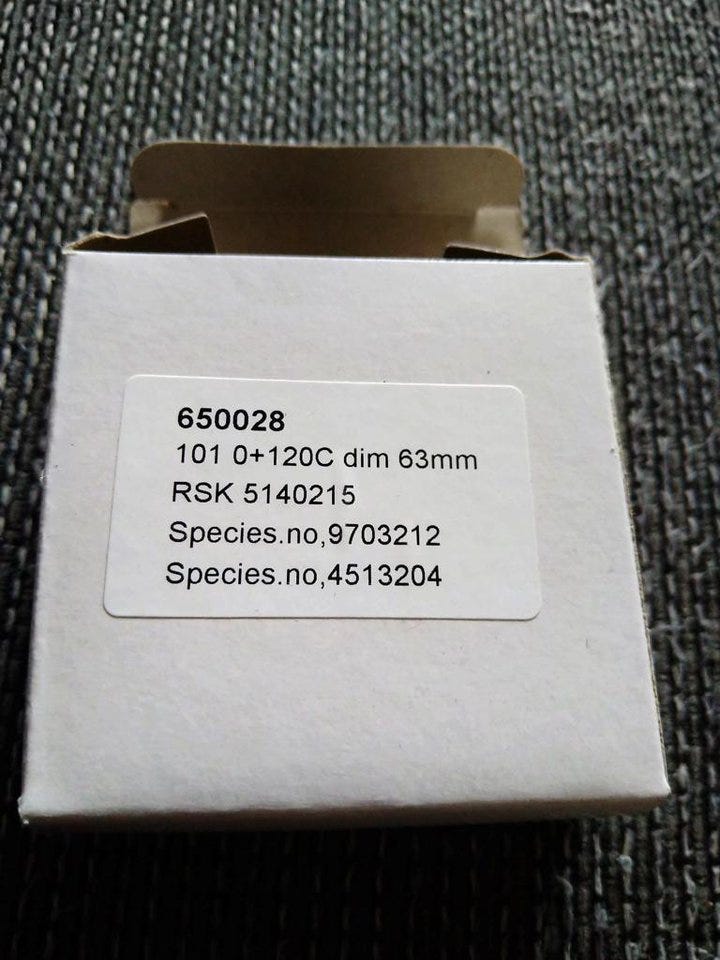 650028
101 0+120C dim 63mm
RSK 5140215
Species.no,9703212
Species.no,4513204